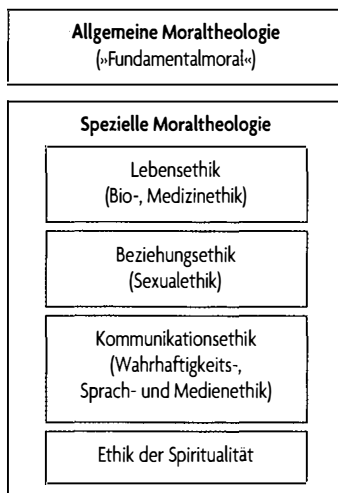 Allgemeine Moraltheologie
(»Fundamentalmoral«)
Spezielle Moraltheologie
Lebensethik
(Bio-, Medizinethik)
Beziehungsethik
(Sexualethik)
Kommunikationsethik
(Wahrhaftigkeits-,
Sprach- und Medienethik)
Ethik der Spiritualität